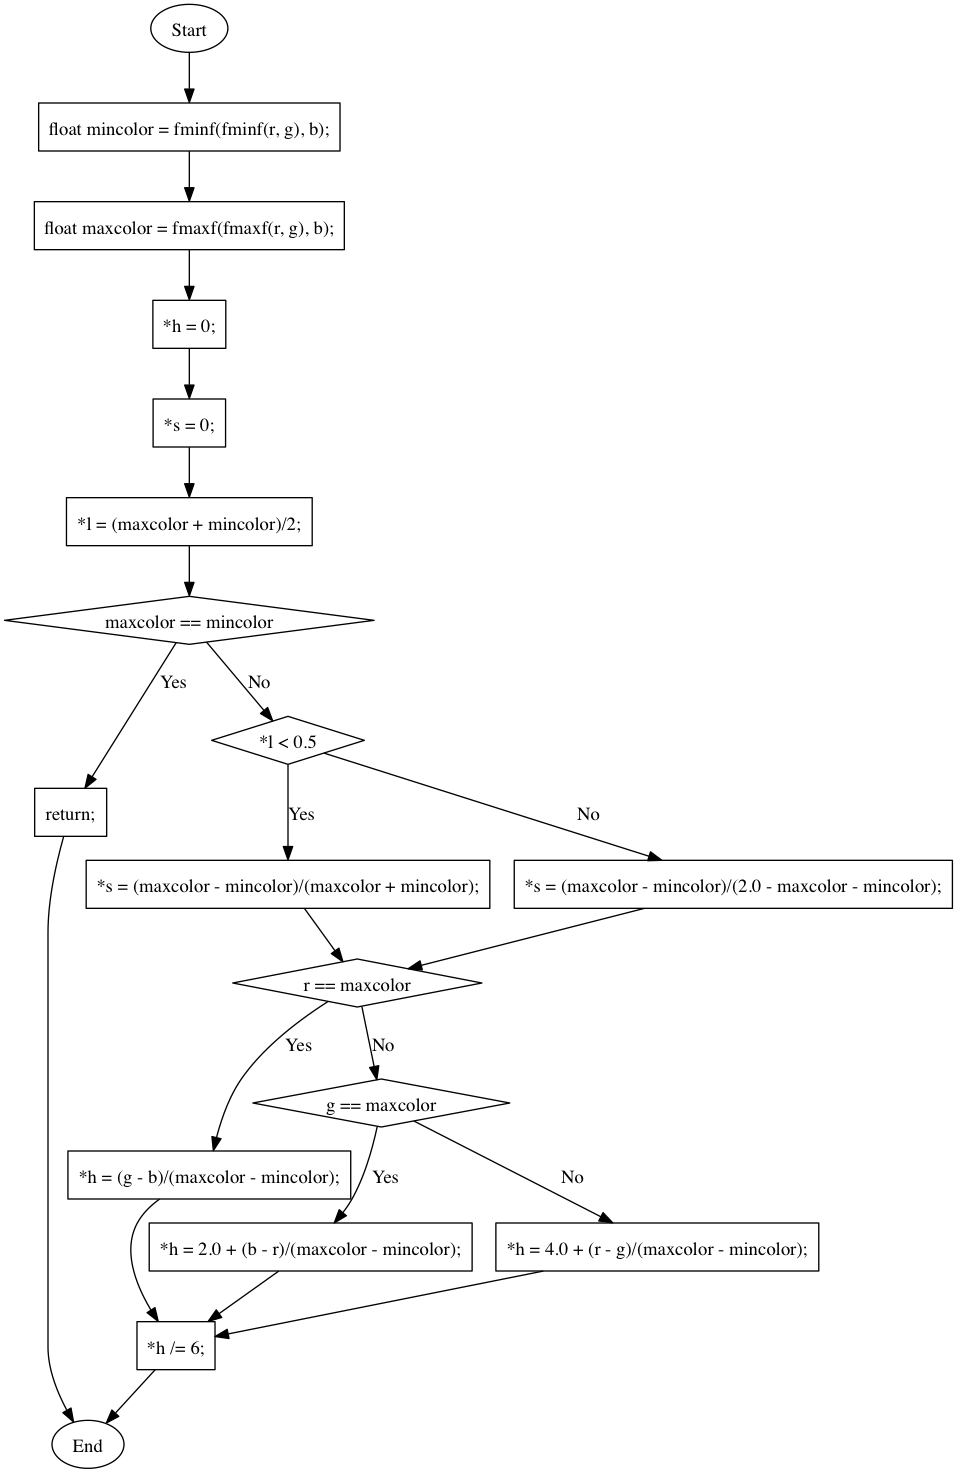 Start
float mincolor = fminf(fminf(r, g), b);
float maxcolor = fmaxf(fmaxf(r, g), b);
*h = 0;
*s = 0;
*l = (maxcolor + mincolor)/2;
maxcolor == mincolor
Yes
No
*l < 0.5
return;
Yes
No
*s = (maxcolor - mincolor)/(maxcolor + mincolor);
*s = (maxcolor - mincolor)/(2.0 - maxcolor - mincolor);
r == maxcolor
Yes
No
g == maxcolor
*h = (g - b)/(maxcolor - mincolor);
Yes
No
*h = 2.0 + (b - r)/(maxcolor - mincolor);
*h = 4.0 + (r - g)/(maxcolor - mincolor);
*h /= 6;
End